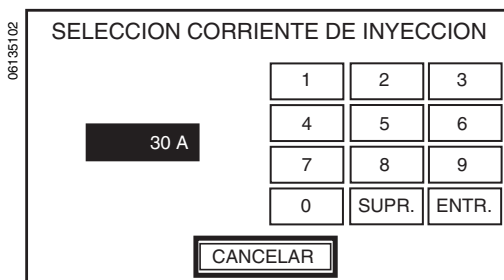 06135102
SELECCION CORRIENTE DE INYECCION
1 2 3
30 A
4 5 6
7 8 9
0 SUPR. ENTR.
CANCELAR